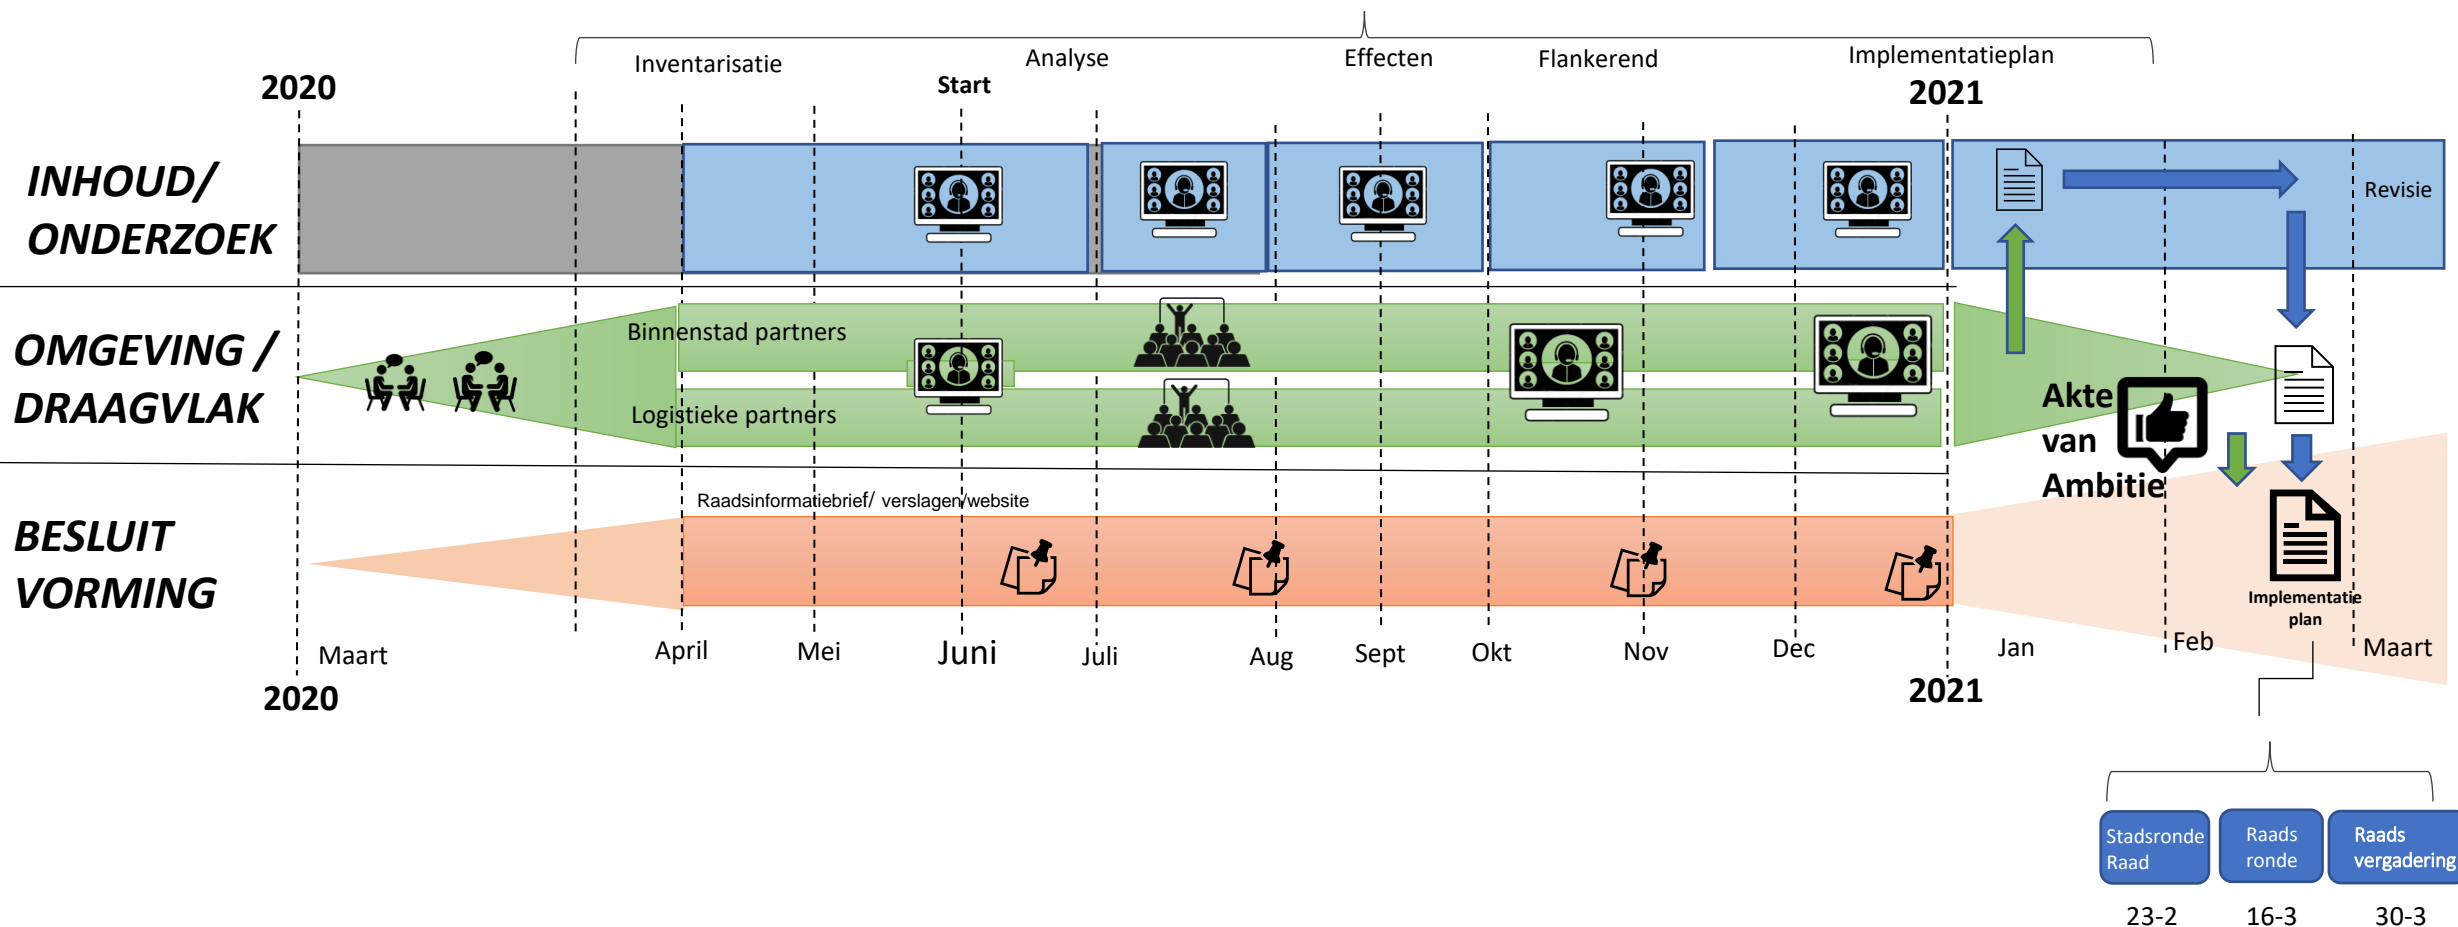 Inventarisatie
Analyse
Effecten
Flankerend
Implementatieplan
2020
Start
2021
INHOUD/
ONDERZOEK
Revisie
OMGEVING /
DRAAGVLAK
Binnenstad partners
Logistieke partners
Akte
van
Ambitie
BESLUIT
VORMING
Raadsinformatiebrief/ verslagen/website
Implementatie
plan
Maart
April
Mei
Juni
Juli
Aug
Sept
Okt
Nov
Dec
Jan
Feb
Maart
2020
2021
Stadsronde
Raad
Raads
ronde
Raads
vergadering
23-2
16-3
30-3